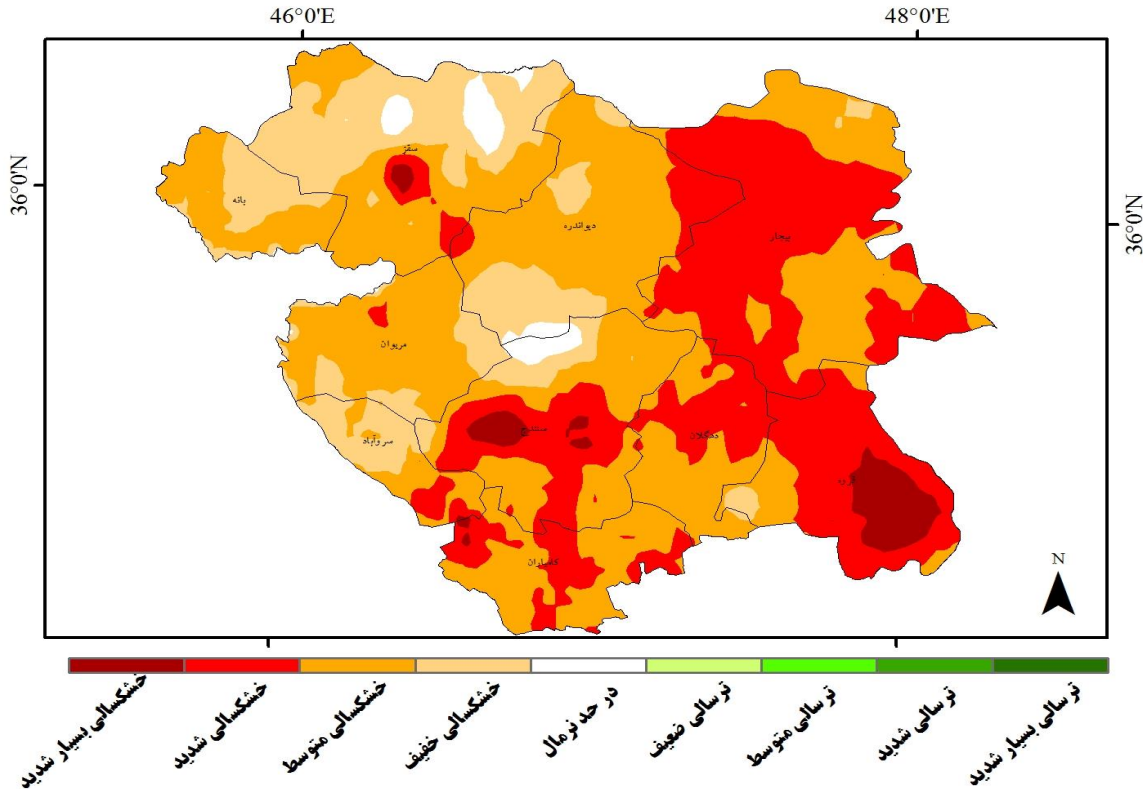 46°0'E 48°0'E
36°0'N
36°0'N
سقز
بانه
دیواندره
بیجار
مریوان
سنندج
دهگلان
سروآباد
کامیاران
N
خشکسالی بسیار شدید
خشکسالی شدید
خشکسالی متوسط
خشکسالی خفیف
در حد نرمال
ترسالی ضعیف
ترسالی متوسط
ترسالی شدید
ترسالی بسیار شدید